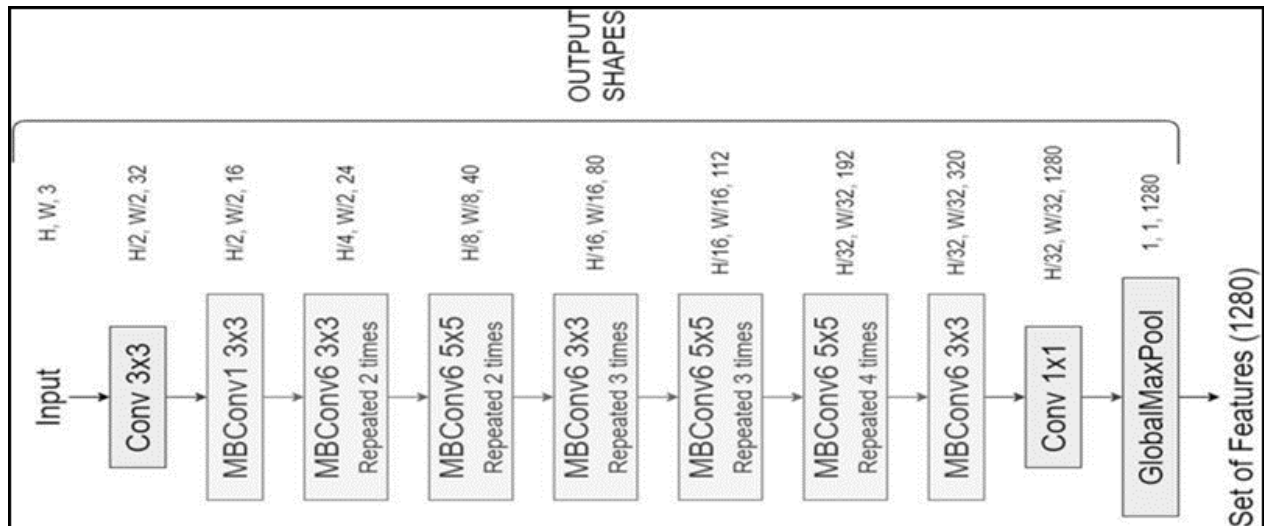 OUTPUT
SHAPES
Input
H, W, 3
Conv 3x3
H/2, W/2, 32
MBConv1 3x3
H/2, W/2, 16
MBConv6 3x3
Repeated 2 times
H/4, W/2, 24
MBConv6 5x5
Repeated 2 times
H/8, W/8, 40
MBConv6 3x3
Repeated 3 times
H/16, W/16, 80
MBConv6 5x5
Repeated 3 times
H/16, W/16, 112
MBConv6 5x5
Repeated 4 times
H/32, W/32, 192
MBConv6 3x3
H/32, W/32, 320
Conv 1x1
H/32, W/32, 1280
GlobalMaxPool
1, 1, 1280
Set of Features (1280)